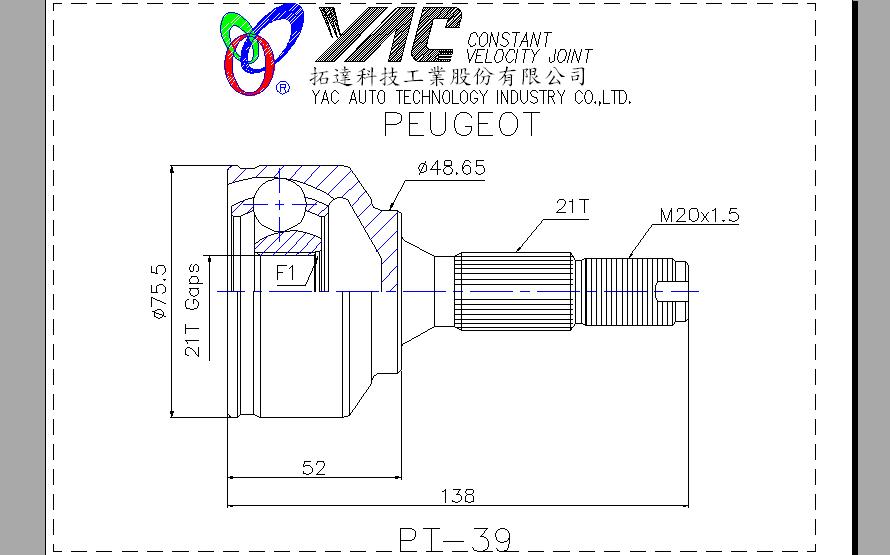 YAC
CONSTANT
VELOCITY JOINT
®
拓達科技工業股份有限公司
YAC AUTO TECHNOLOGY INDUSTRY CO.,LTD.
PEUGEOT
ø48.65
21T
M20x1.5
ø75.5
21T Gaps
F1
52
138
PT-39